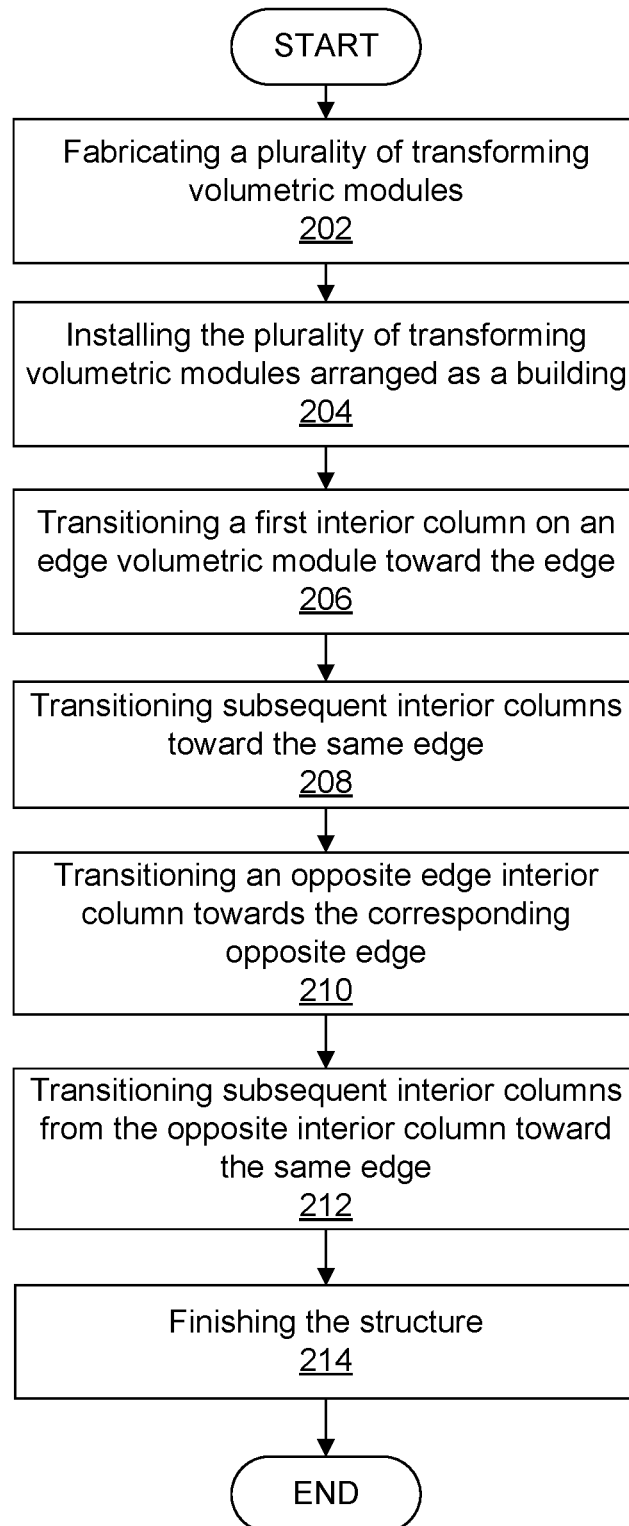 START
Fabricating a plurality of transforming
volumetric modules
202
Installing the plurality of transforming
volumetric modules arranged as a building
204
Transitioning a first interior column on an
edge volumetric module toward the edge
206
Transitioning subsequent interior columns
toward the same edge
208
Transitioning an opposite edge interior
column towards the corresponding
opposite edge
210
Transitioning subsequent interior columns
from the opposite interior column toward
the same edge
212
Finishing the structure
214
END